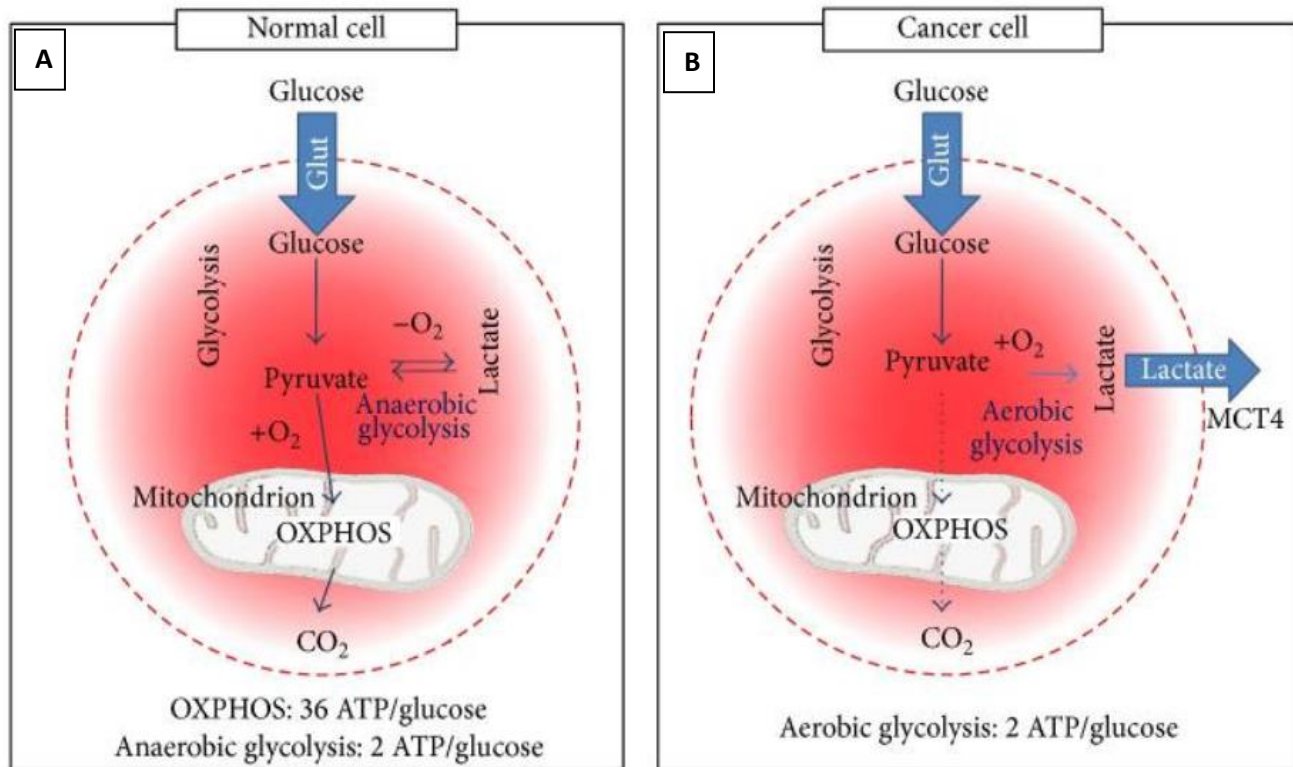 Normal cell
A
Glucose
Glut
Glucose
Glycolysis
−O₂
Lactate
Pyruvate
Anaerobic
glycolysis
+O₂
Mitochondrion
OXPHOS
CO₂
OXPHOS: 36 ATP/glucose
Anaerobic glycolysis: 2 ATP/glucose
Cancer cell
B
Glucose
Glut
Glucose
Glycolysis
Pyruvate
+O₂
Lactate
Lactate
MCT4
Aerobic
glycolysis
Mitochondrion
OXPHOS
CO₂
Aerobic glycolysis: 2 ATP/glucose